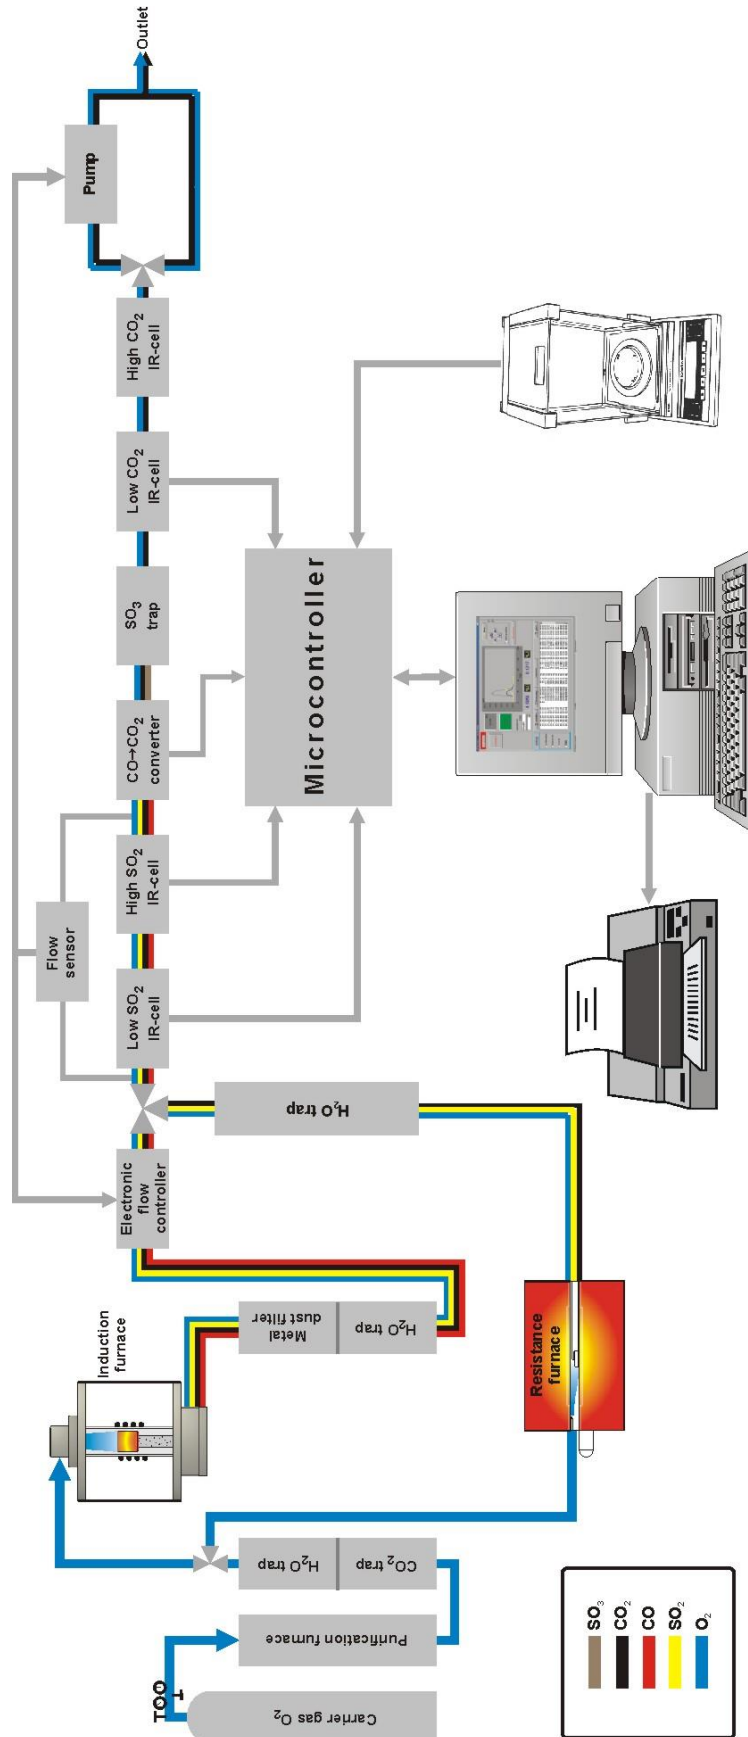 Carrier gas O₂
Purification furnace
CO₂ trap
H₂O trap
Induction
furnace
Metal
dust filter
H₂O trap
Resistance
furnace
H₂O trap
Electronic
flow
controller
Flow
sensor
Low SO₂
IR-cell
High SO₂
IR-cell
CO→CO₂
converter
SO₃
trap
Low CO₂
IR-cell
High CO₂
IR-cell
Pump
Outlet
Microcontroller
SO₃
CO₂
CO
SO₂
O₂